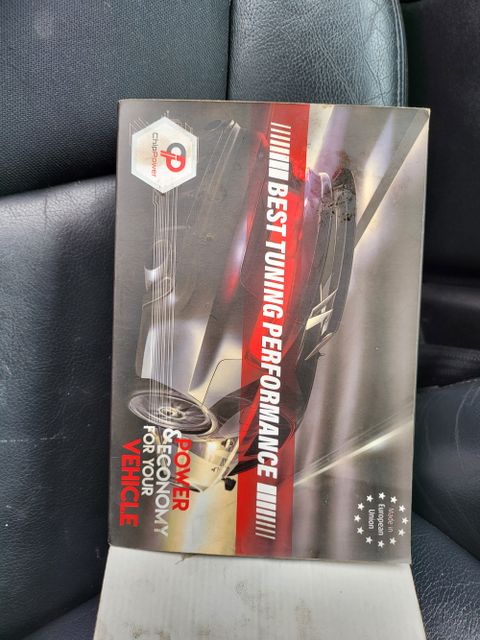 ChipPower
BEST TUNING PERFORMANCE
POWER
& ECONOMY
FOR YOUR
VEHICLE
Made in
European
Union